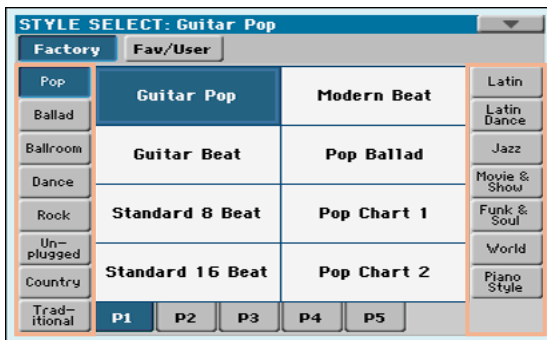 STYLE SELECT: Guitar Pop
Factory Fav/User
Pop
Ballad
Ballroom
Dance
Rock
Un-
plugged
Country
Trad-
itional
Guitar Pop Modern Beat
Guitar Beat Pop Ballad
Standard 8 Beat Pop Chart 1
Standard 16 Beat Pop Chart 2
Latin
Latin
Dance
Jazz
Movie &
Show
Funk &
Soul
World
Piano
Style
P1 P2 P3 P4 P5